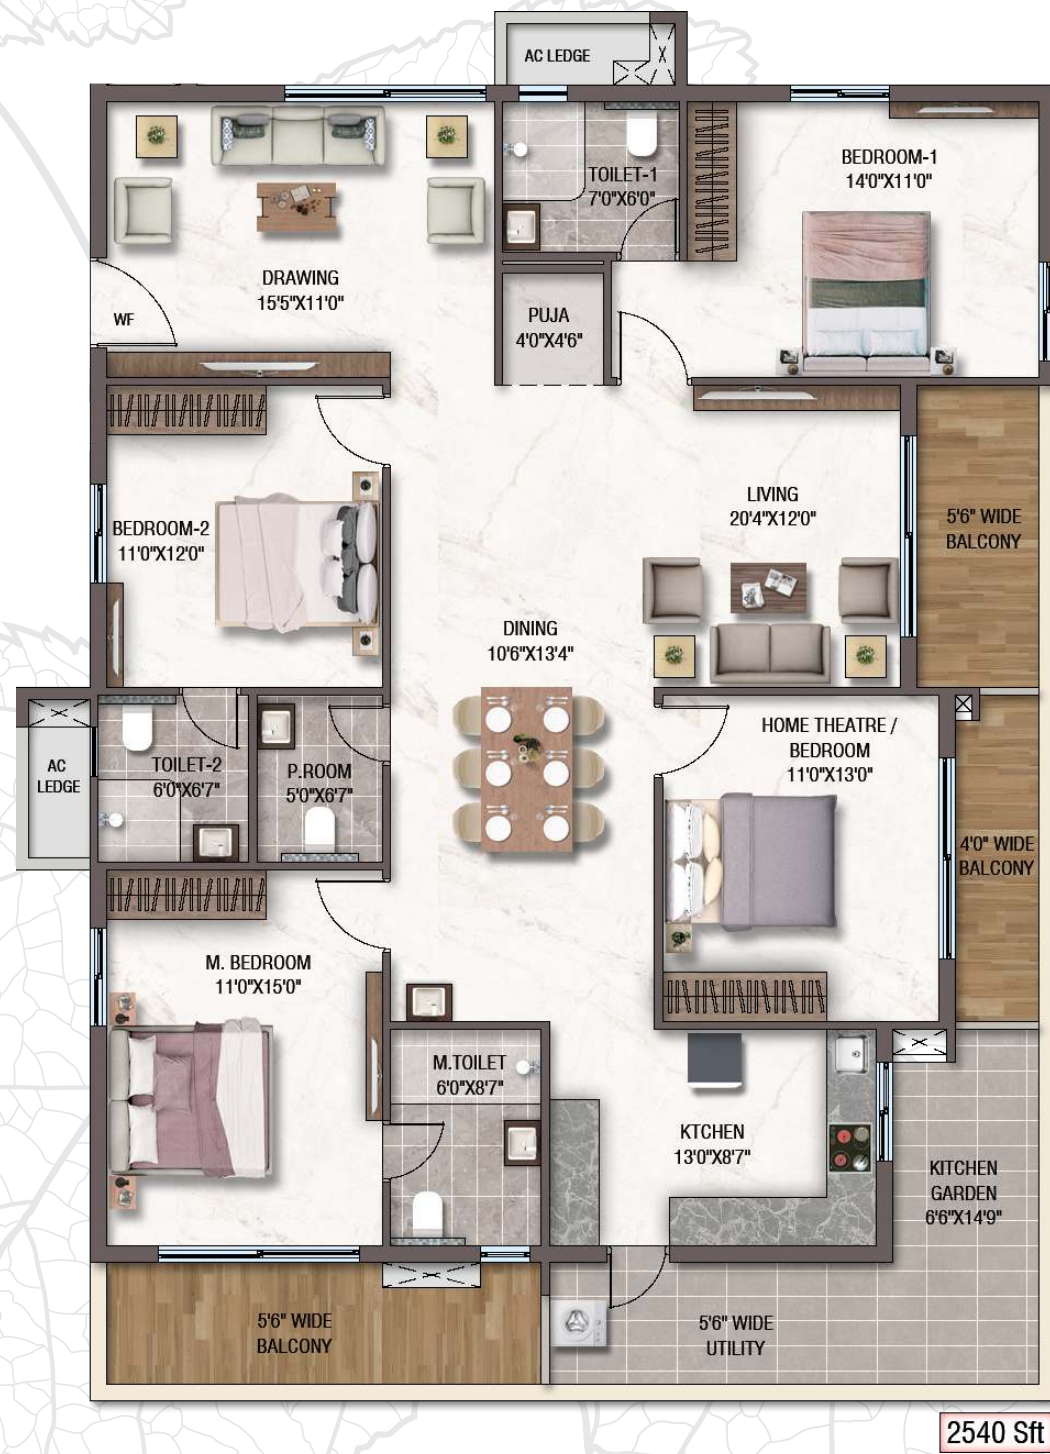 AC LEDGE
BEDROOM-1
14'0"X11'0"
TOILET-1
7'0"X6'0"
DRAWING
15'5"X11'0"
WF
PUJA
4'0"X4'6"
LIVING
20'4"X12'0"
5'6" WIDE
BALCONY
BEDROOM-2
11'0"X12'0"
DINING
10'6"X13'4"
HOME THEATRE /
BEDROOM
11'0"X13'0"
AC
LEDGE
TOILET-2
6'0"X6'7"
P.ROOM
5'0"X6'7"
4'0" WIDE
BALCONY
M. BEDROOM
11'0"X15'0"
M.TOILET
6'0"X8'7"
KTCHEN
13'0"X8'7"
KITCHEN
GARDEN
6'6"X14'9"
5'6" WIDE
BALCONY
5'6" WIDE
UTILITY
2540 Sft